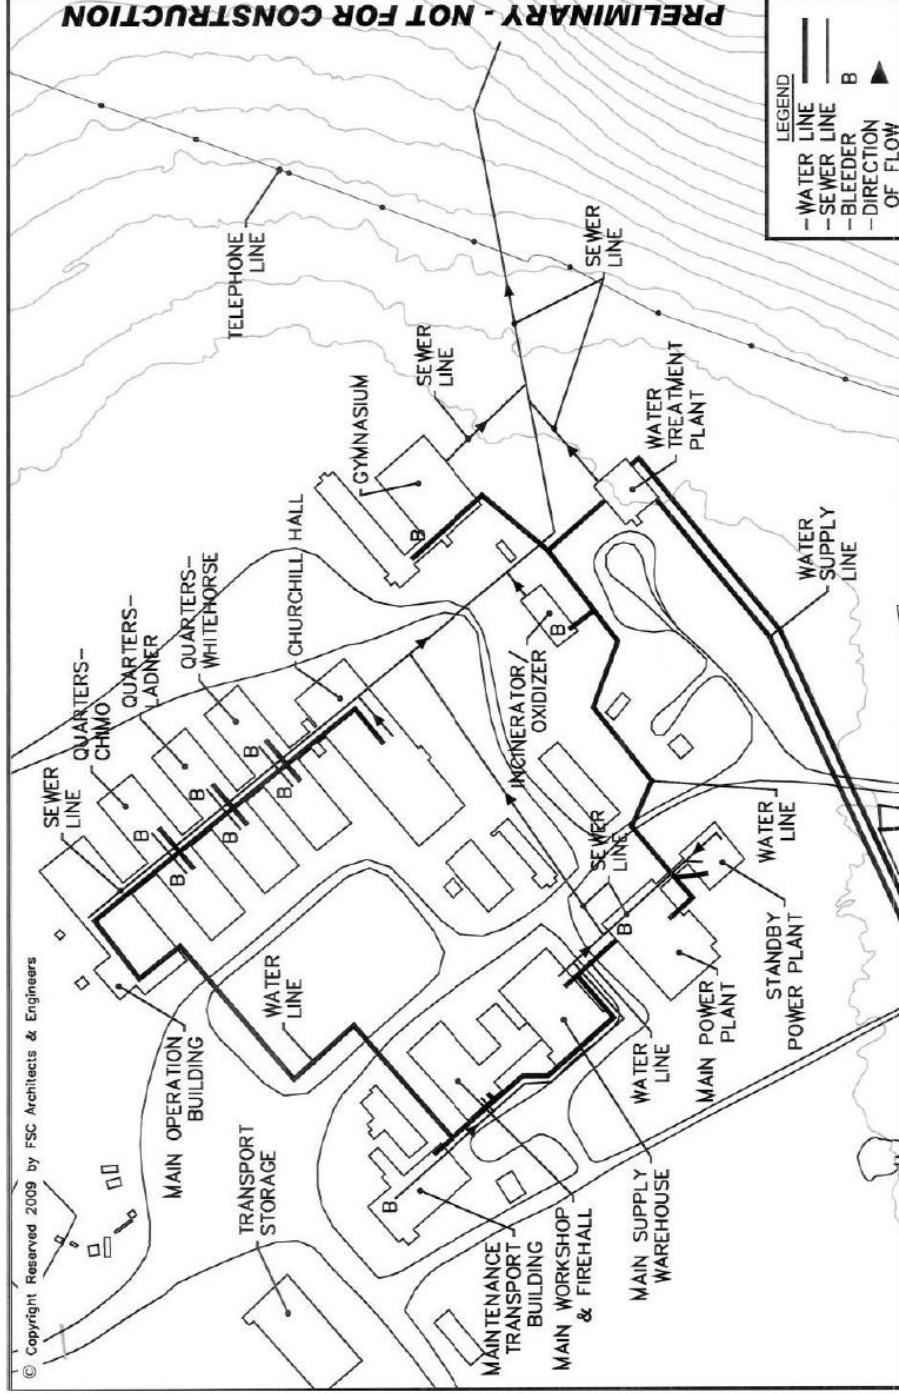 PRELIMINARY - NOT FOR CONSTRUCTION
LEGEND
- WATER LINE
- SEWER LINE
- BLEEDER B
- DIRECTION
OF FLOW
TELEPHONE
LINE
SEWER
LINE
SEWER
LINE
GYMNASIUM
WATER
TREATMENT
PLANT
CHURCHILL HALL
QUARTERS-
WHITEHORSE
QUARTERS-
LADNER
QUARTERS-
CHIMO
SEWER
LINE
WATER
SUPPLY
LINE
INCINERATOR/
OXIDIZER
SEWER
LINE
WATER
LINE
STANDBY
POWER PLANT
MAIN POWER
PLANT
WATER
LINE
WATER
LINE
MAIN OPERATION
BUILDING
TRANSPORT
STORAGE
MAINTENANCE
TRANSPORT
BUILDING
MAIN WORKSHOP
& FIREHALL
MAIN SUPPLY
WAREHOUSE
B
B
B
B
B
B
B
B
B
B
© Copyright Reserved 2009 by FSC Architects & Engineers